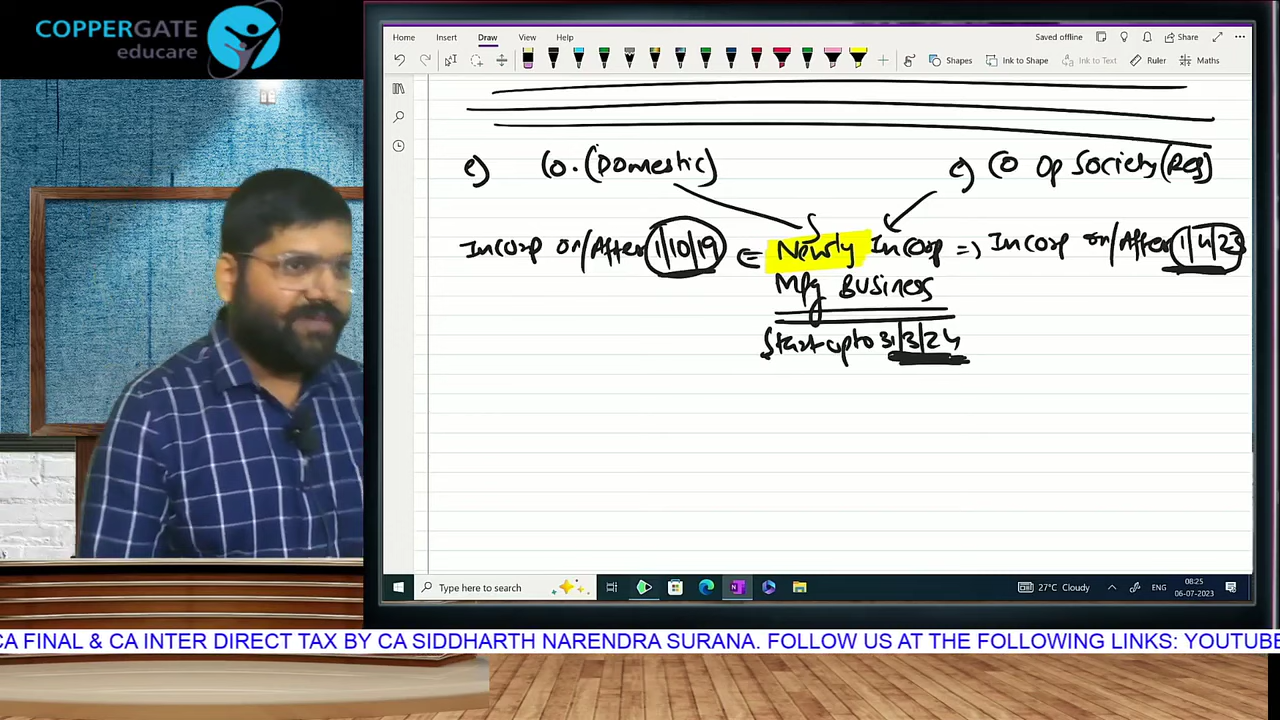 COPPERGATE
educare
Home Insert Draw View Help
Saved offline
Share
Shapes
Ink to Shape
Ink to Text
Ruler
Maths
e) Co. (Domestic)
e) Co Op Society (Res)
Incorp on/After 1/10/19 <= Newly Incorp => Incorp on/After 1/4/23
Mfg Business
Start upto 31/3/24
Type here to search
27°C Cloudy
ENG
08:25
06-07-2023
CA FINAL & CA INTER DIRECT TAX BY CA SIDDHARTH NARENDRA SURANA. FOLLOW US AT THE FOLLOWING LINKS: YOUTUBE